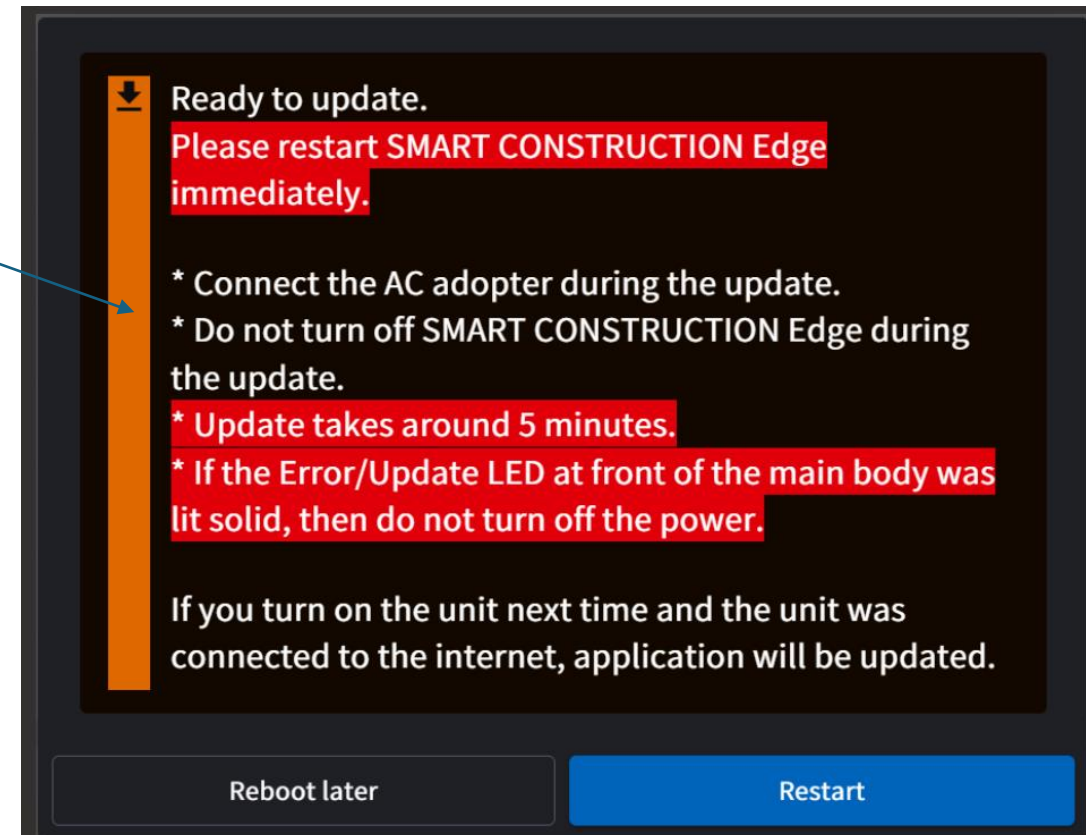 Ready to update.
Please restart SMART CONSTRUCTION Edge
immediately.
* Connect the AC adopter during the update.
* Do not turn off SMART CONSTRUCTION Edge during
the update.
* Update takes around 5 minutes.
* If the Error/Update LED at front of the main body was
lit solid, then do not turn off the power.
If you turn on the unit next time and the unit was
connected to the internet, application will be updated.
Reboot later
Restart